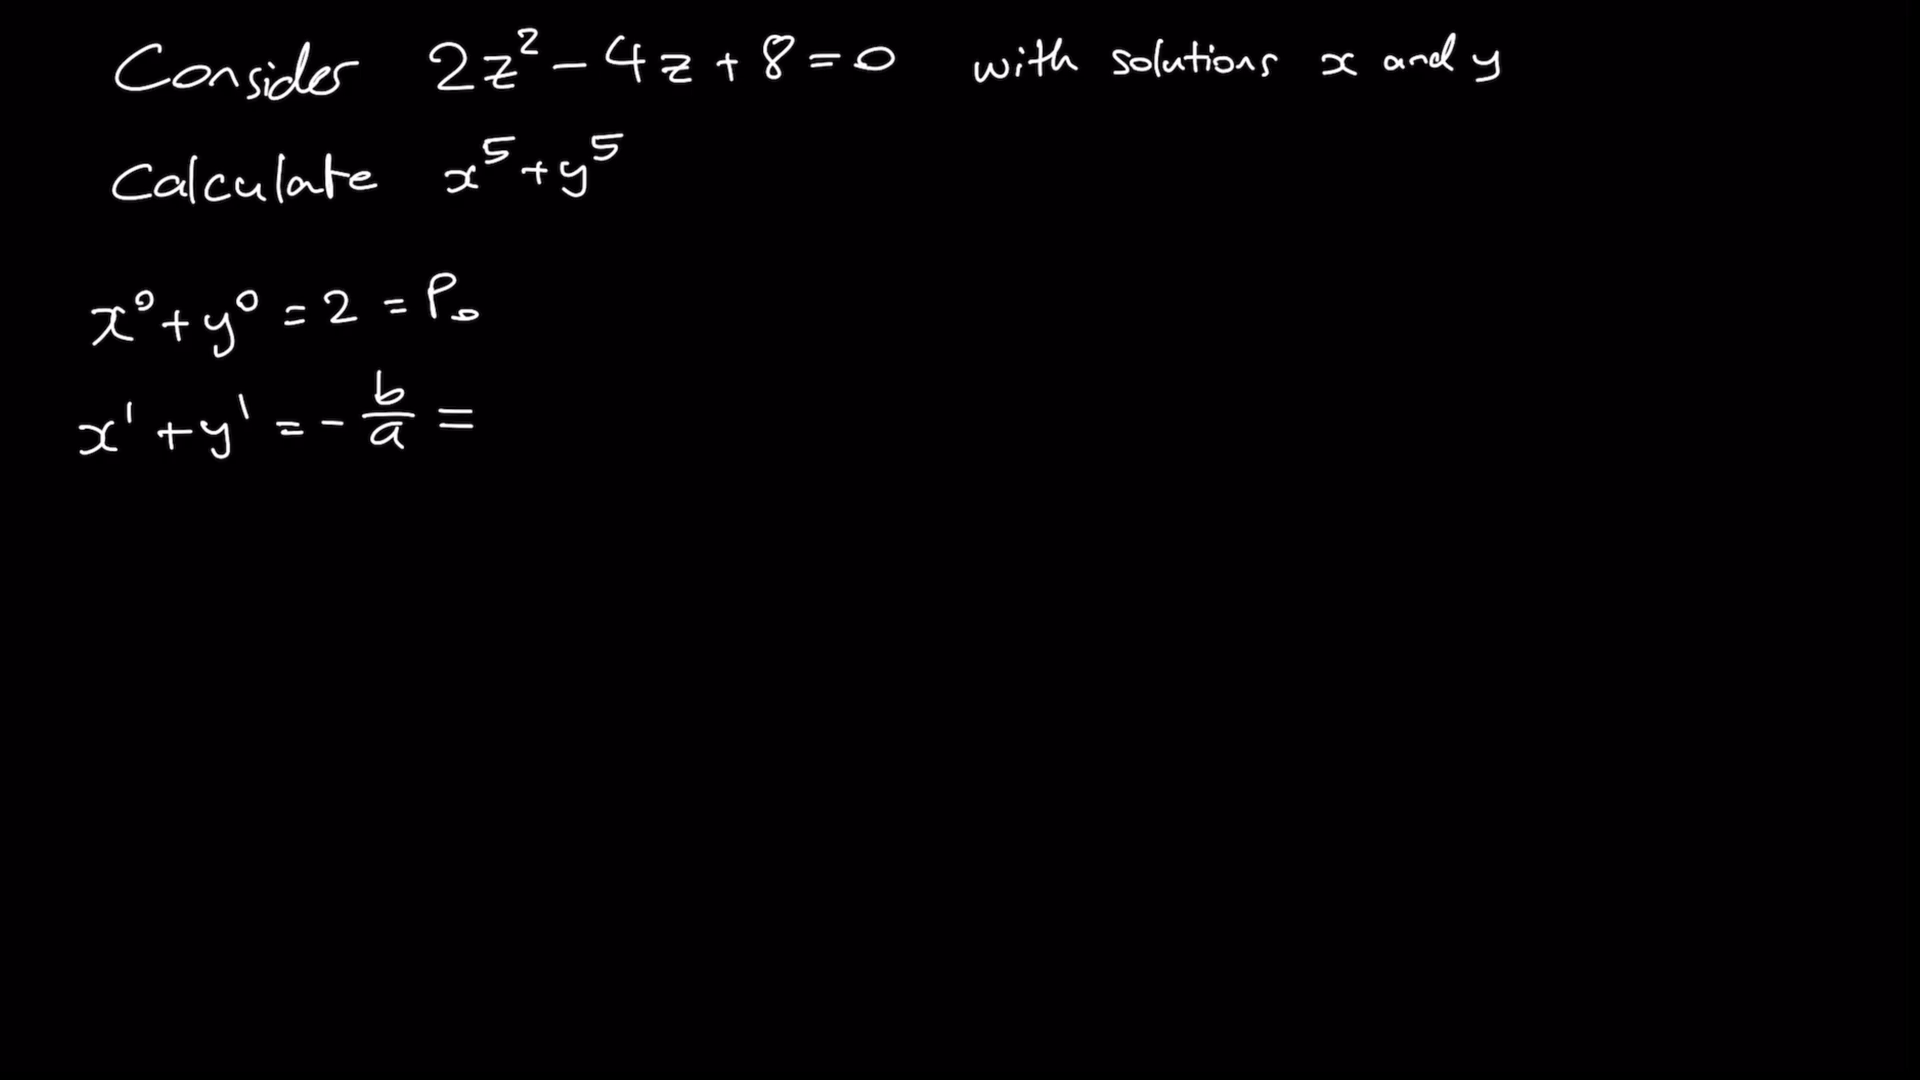 Consider 2z² - 4z + 8 = 0 with solutions x and y
Calculate x⁵ + y⁵
x⁰ + y⁰ = 2 = P₀
x¹ + y¹ = - b/a =